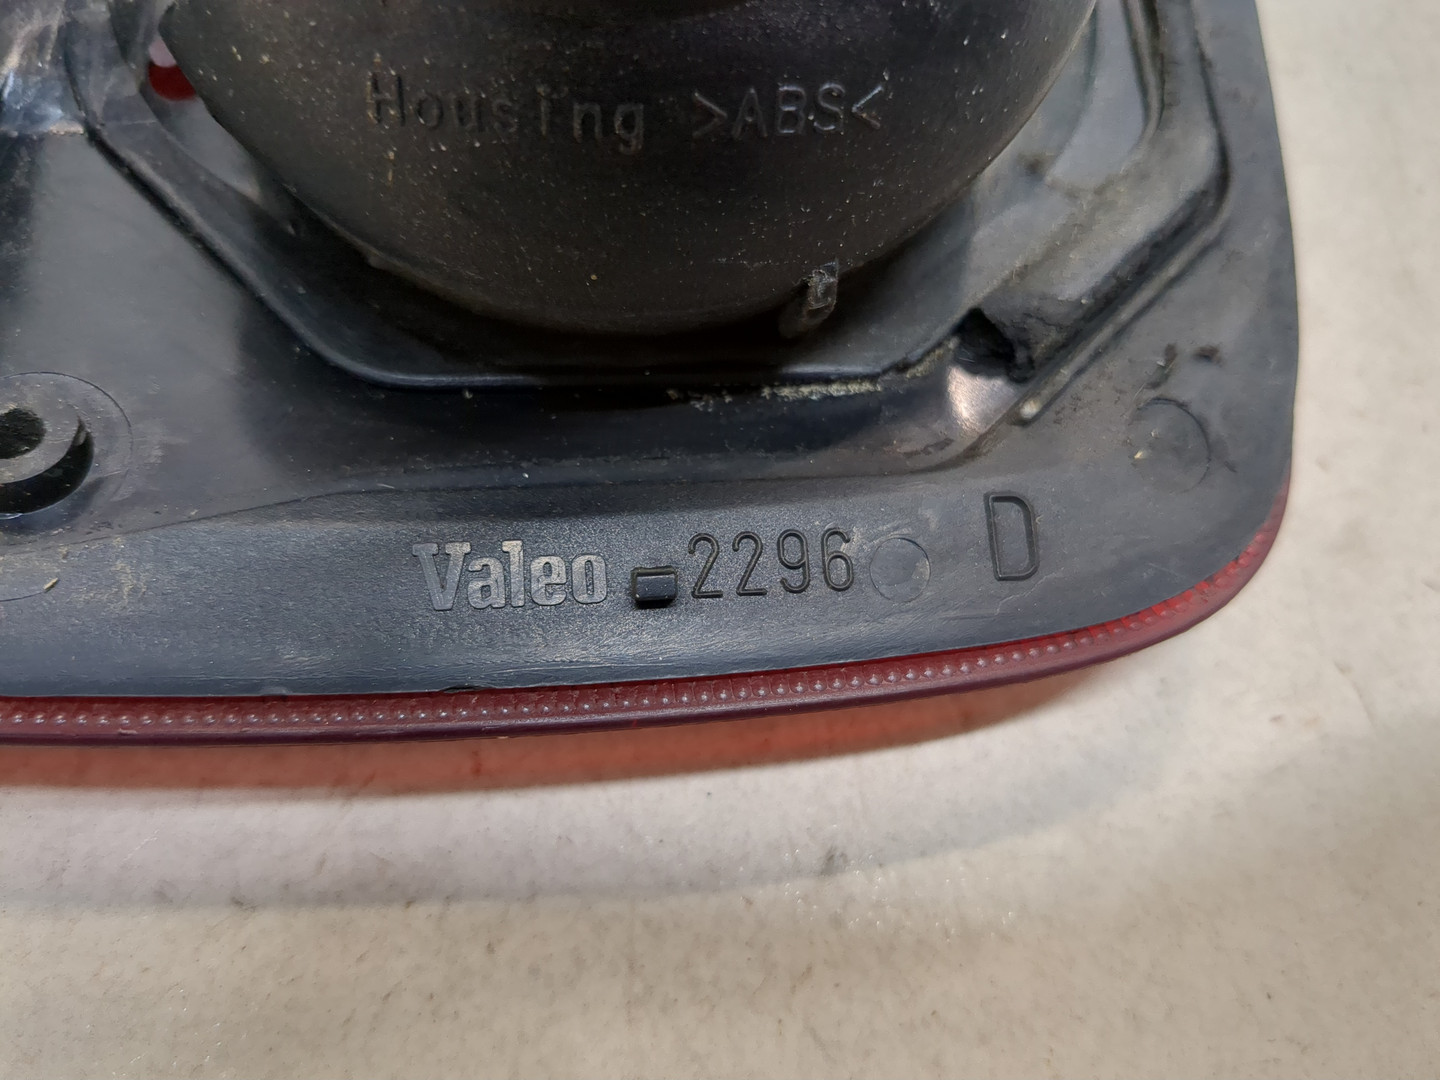 Housing >ABS<
Valeo 2296 D